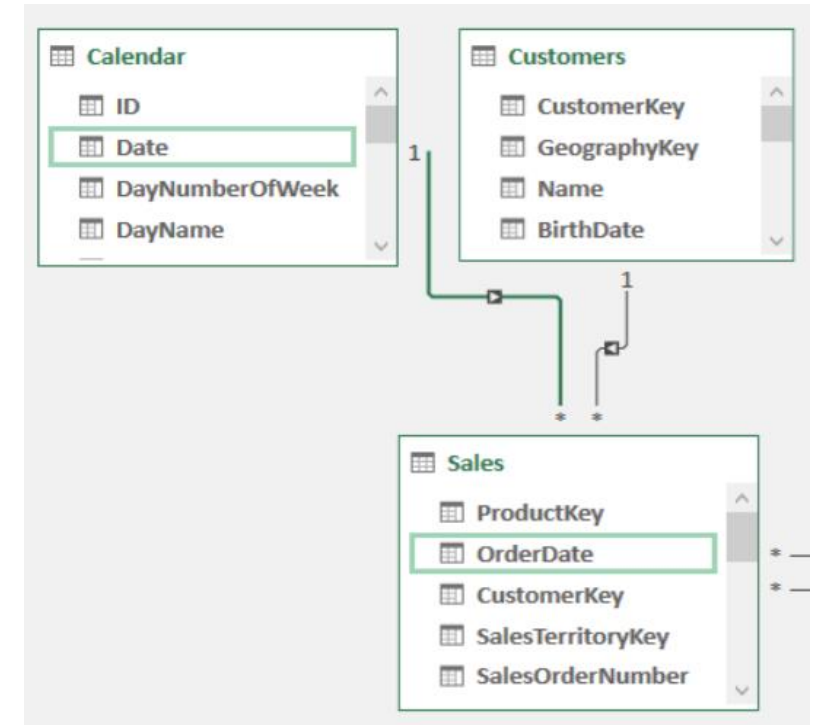 Calendar
ID
Date
DayNumberOfWeek
DayName
Customers
CustomerKey
GeographyKey
Name
BirthDate
1
1
*
*
Sales
ProductKey
OrderDate
CustomerKey
SalesTerritoryKey
SalesOrderNumber
*
*